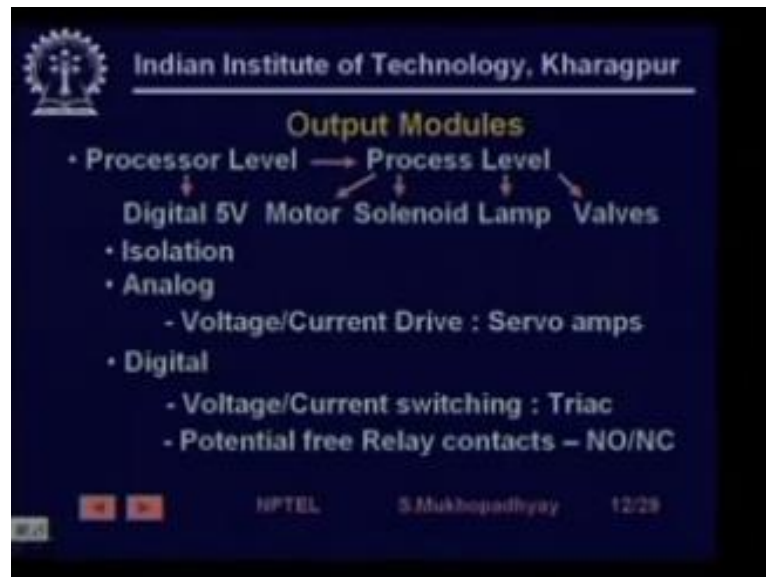 Indian Institute of Technology, Kharagpur
Output Modules
• Processor Level → Process Level
Digital 5V Motor Solenoid Lamp Valves
• Isolation
• Analog
- Voltage/Current Drive : Servo amps
• Digital
- Voltage/Current switching : Triac
- Potential free Relay contacts – NO/NC
NPTEL S.Mukhopadhyay 12/29